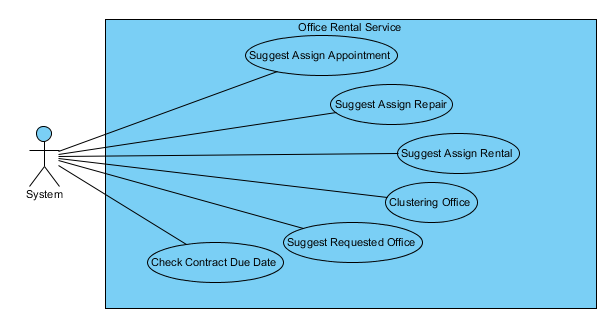 Office Rental Service
Suggest Assign Appointment
Suggest Assign Repair
Suggest Assign Rental
System
Clustering Office
Suggest Requested Office
Check Contract Due Date